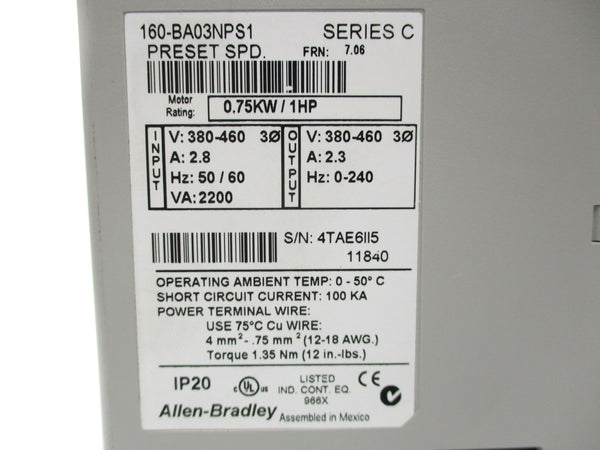 160-BA03NPS1 SERIES C
PRESET SPD. FRN: 7.06
Motor Rating: 0.75KW / 1HP
INPUT
V: 380-460 3Ø
A: 2.8
Hz: 50 / 60
VA: 2200
OUTPUT
V: 380-460 3Ø
A: 2.3
Hz: 0-240
S/N: 4TAE6II5
11840
OPERATING AMBIENT TEMP: 0 - 50° C
SHORT CIRCUIT CURRENT: 100 KA
POWER TERMINAL WIRE:
USE 75°C Cu WIRE:
4 mm² - .75 mm² (12-18 AWG.)
Torque 1.35 Nm (12 in.-lbs.)
IP20 c UL us LISTED CE
IND. CONT. EQ.
966X
Allen-Bradley Assembled in Mexico